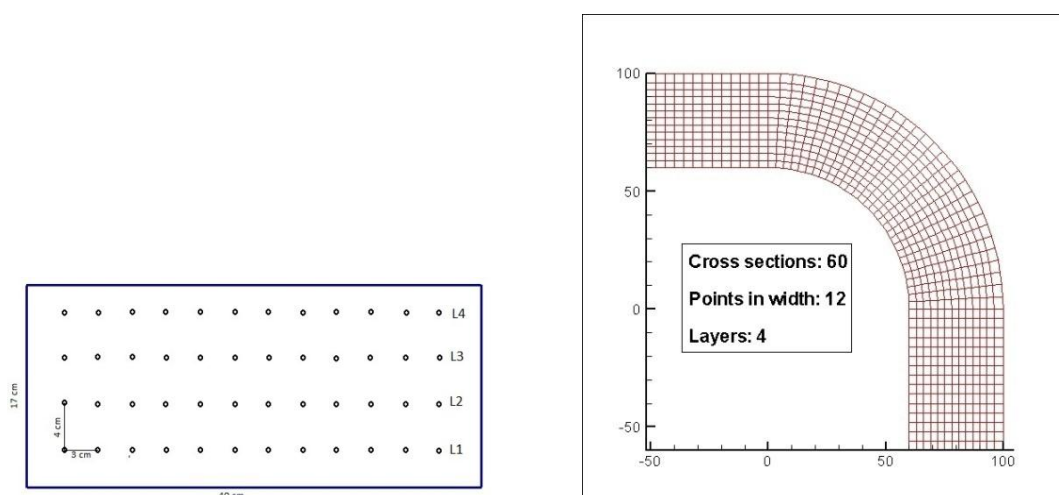 L4
L3
L2
L1
17 cm
4 cm
3 cm
100
50
0
-50
-50
0
50
100
Cross sections: 60
Points in width: 12
Layers: 4